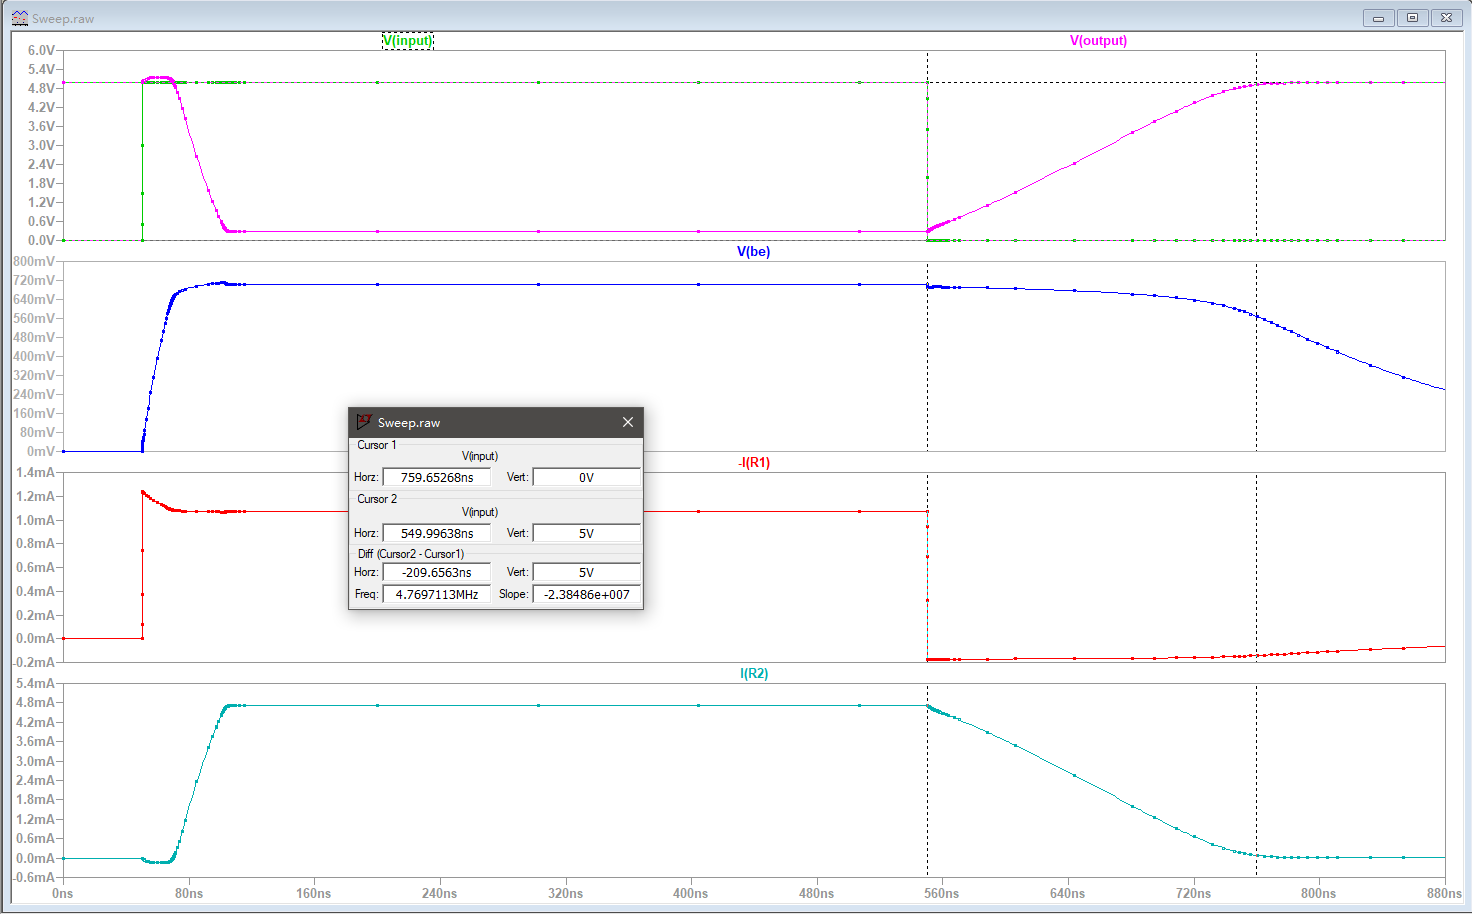 Sweep.raw
V(input) V(output)
6.0V
5.4V
4.8V
4.2V
3.6V
3.0V
2.4V
1.8V
1.2V
0.6V
0.0V
V(be)
800mV
720mV
640mV
560mV
480mV
400mV
320mV
240mV
160mV
80mV
0mV
-I(R1)
1.4mA
1.2mA
1.0mA
0.8mA
0.6mA
0.4mA
0.2mA
0.0mA
-0.2mA
I(R2)
5.4mA
4.8mA
4.2mA
3.6mA
3.0mA
2.4mA
1.8mA
1.2mA
0.6mA
0.0mA
-0.6mA
0ns 80ns 160ns 240ns 320ns 400ns 480ns 560ns 640ns 720ns 800ns 880ns
Sweep.raw
Cursor 1
V(input)
Horz: 759.65268ns Vert: 0V
Cursor 2
V(input)
Horz: 549.99638ns Vert: 5V
Diff (Cursor2 - Cursor1)
Horz: -209.6563ns Vert: 5V
Freq: 4.7697113MHz Slope: -2.38486e+007